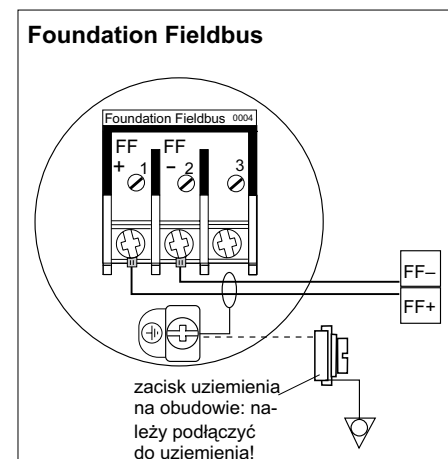 Foundation Fieldbus
Foundation Fieldbus 0004
FF FF
+ 1 – 2 3
FF–
FF+
zacisk uziemienia
na obudowie: na-
leży podłączyć
do uziemienia!